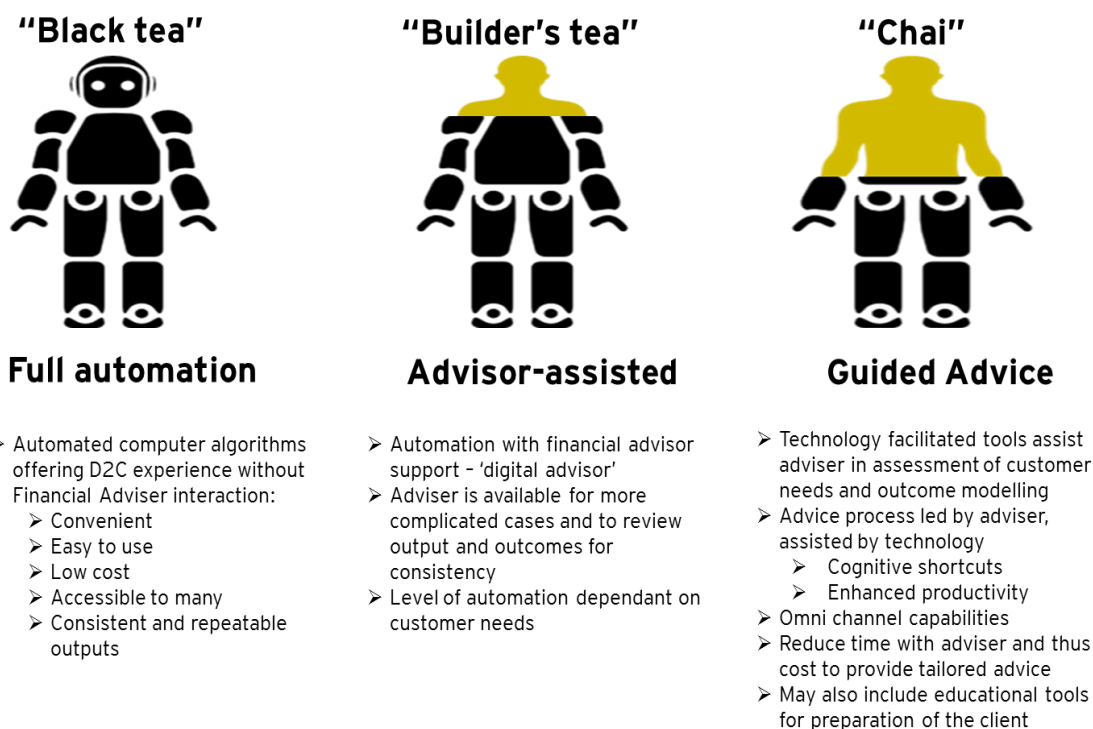 “Black tea”
“Builder’s tea”
“Chai”
Full automation
Advisor-assisted
Guided Advice
Automated computer algorithms
offering D2C experience without
Financial Adviser interaction:
Convenient
Easy to use
Low cost
Accessible to many
Consistent and repeatable
outputs
Automation with financial advisor
support – ‘digital advisor’
Adviser is available for more
complicated cases and to review
output and outcomes for
consistency
Level of automation dependant on
customer needs
Technology facilitated tools assist
adviser in assessment of customer
needs and outcome modelling
Advice process led by adviser,
assisted by technology
Cognitive shortcuts
Enhanced productivity
Omni channel capabilities
Reduce time with adviser and thus
cost to provide tailored advice
May also include educational tools
for preparation of the client